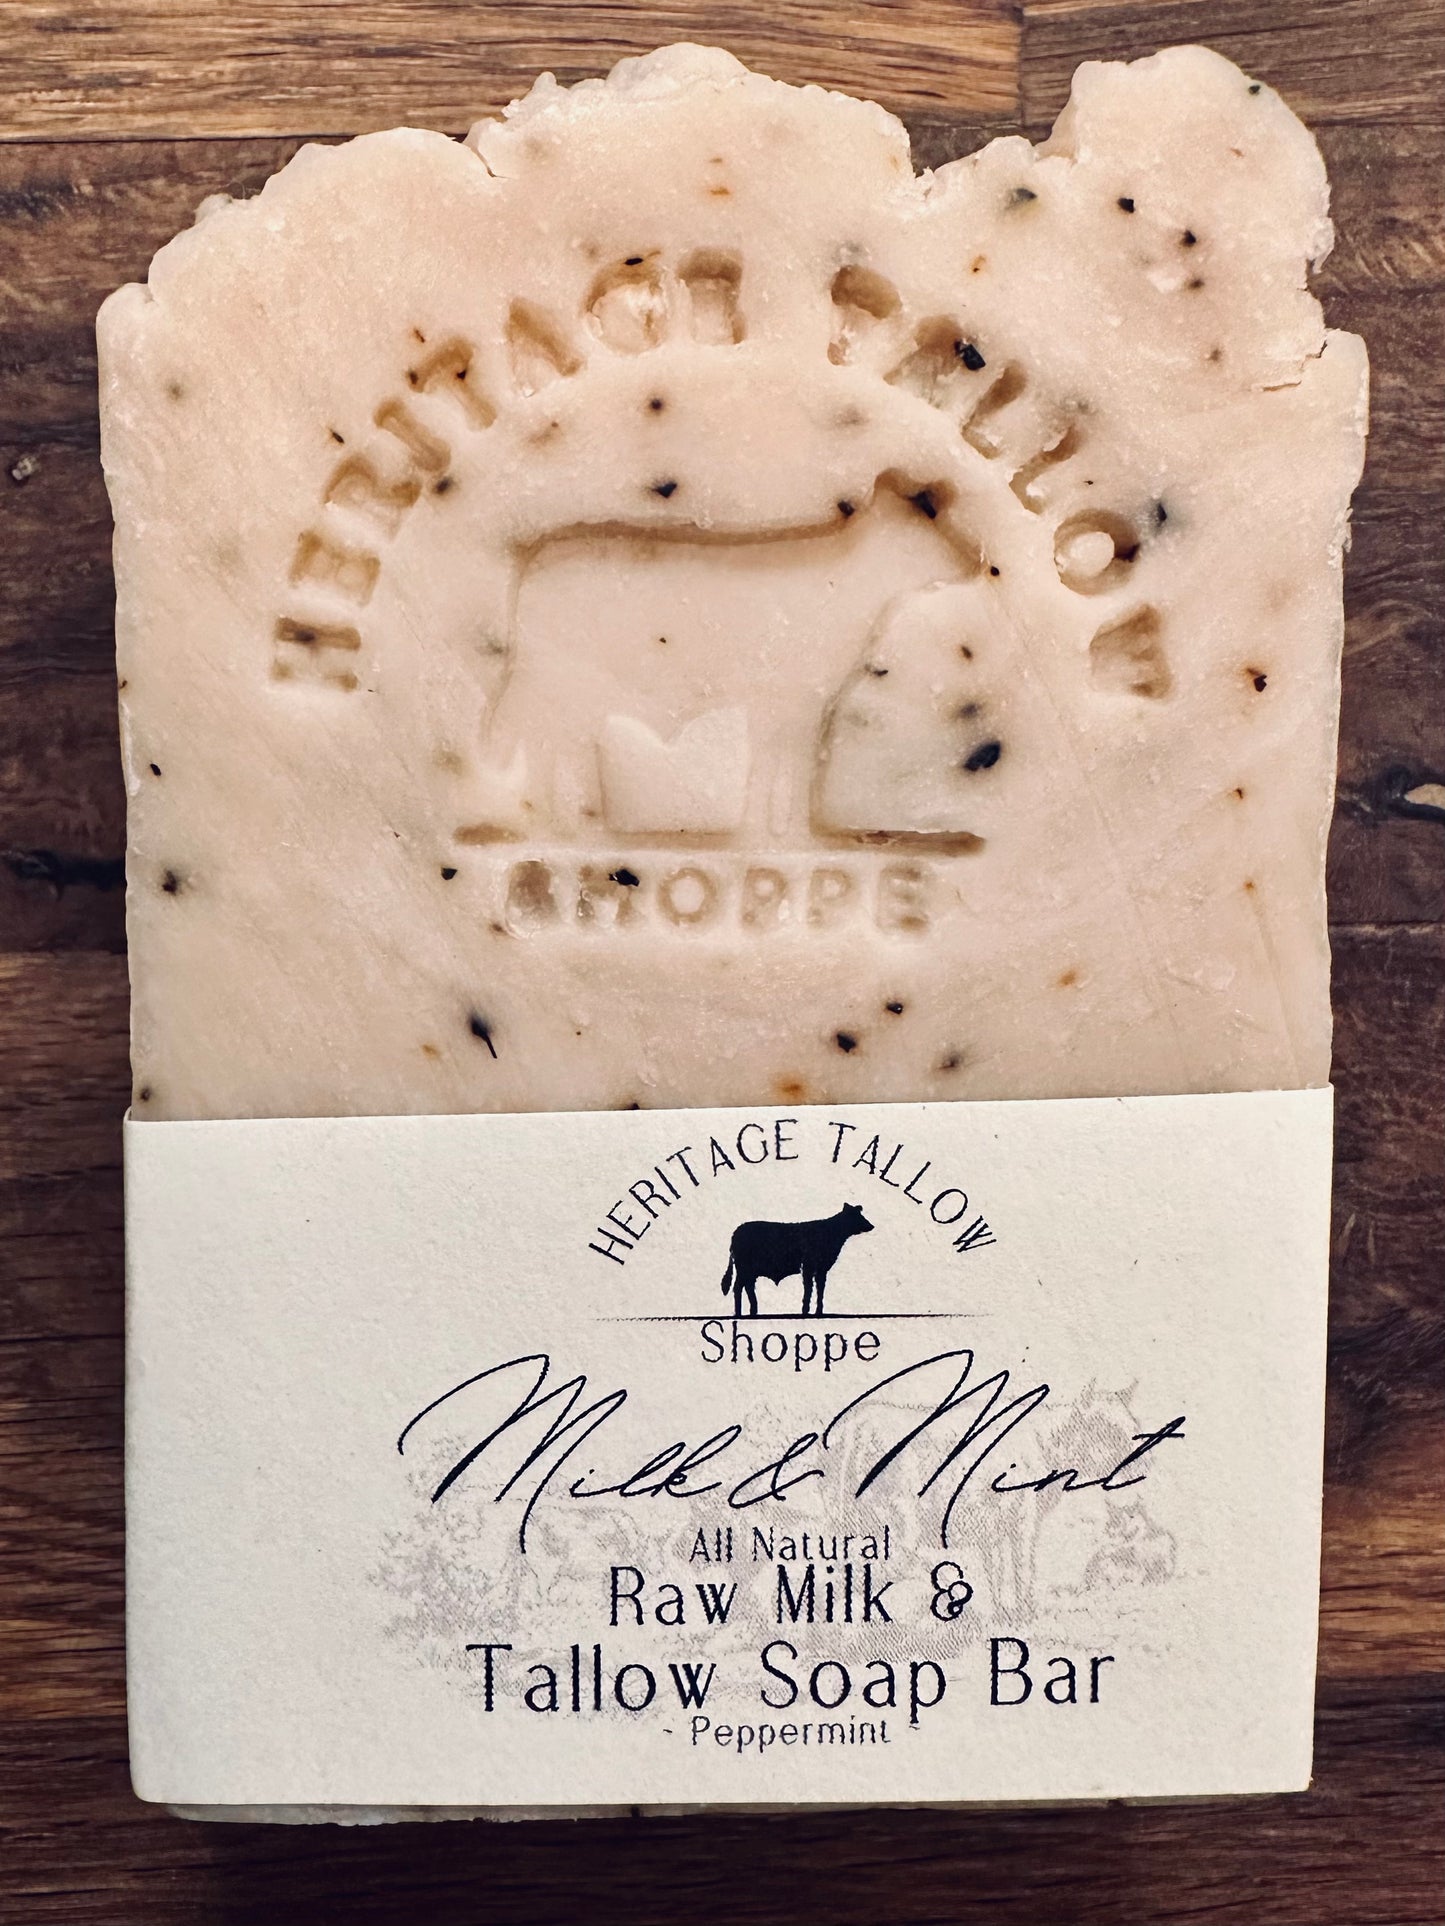 HERITAGE TALLOW
SHOPPE
HERITAGE TALLOW
Shoppe
Milk & Mint
All Natural
Raw Milk &
Tallow Soap Bar
- Peppermint -